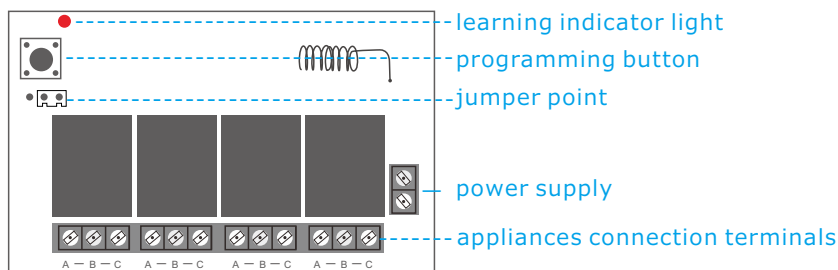 learning indicator light
programming button
jumper point
power supply
appliances connection terminals
A — B — C A — B — C A — B — C A — B — C